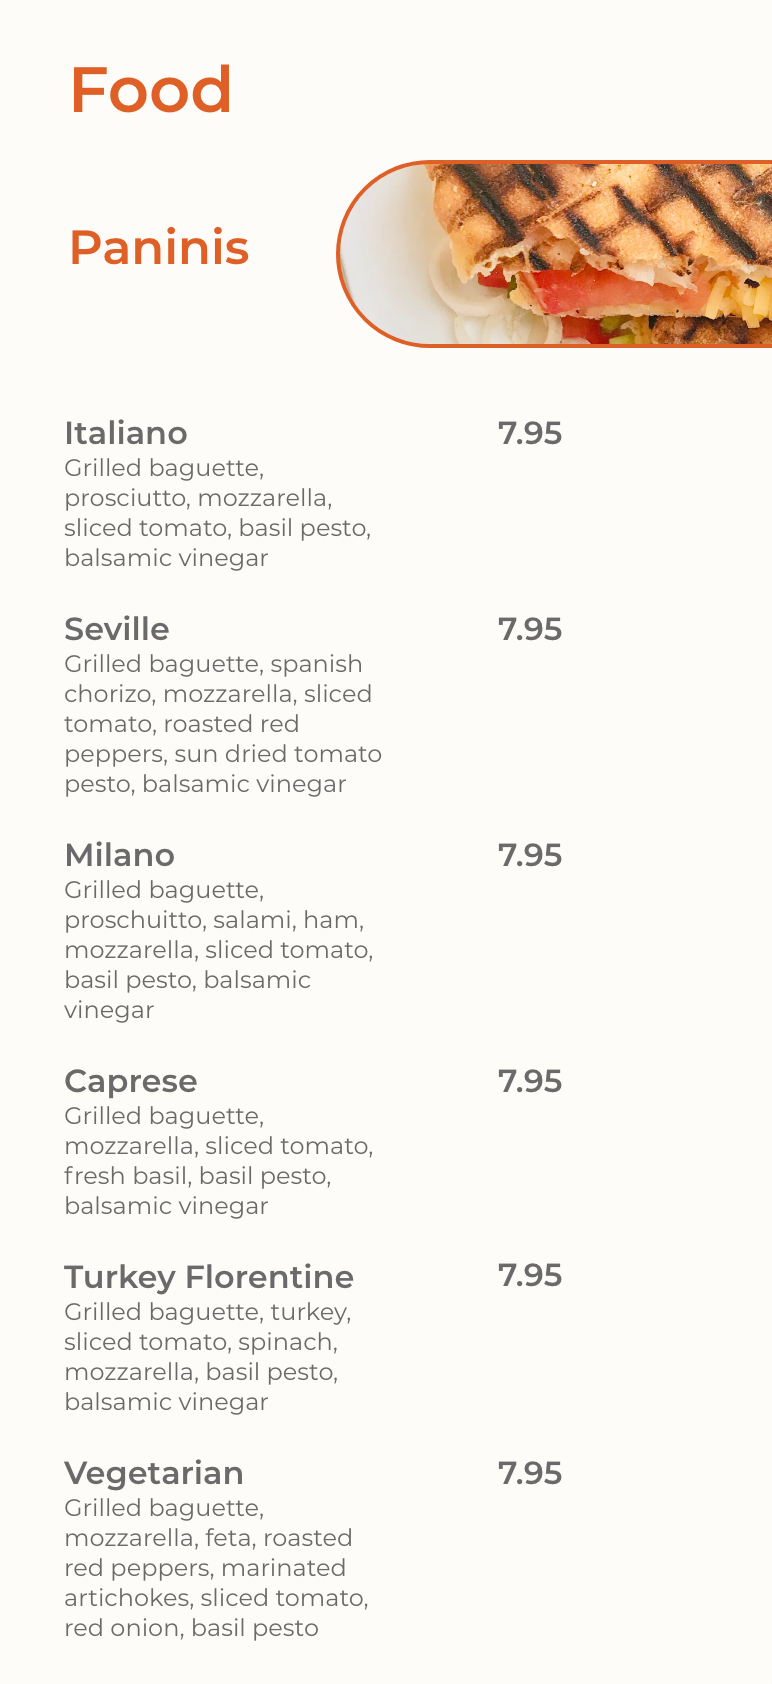 Food
Paninis
Italiano 7.95
Grilled baguette,
prosciutto, mozzarella,
sliced tomato, basil pesto,
balsamic vinegar
Seville 7.95
Grilled baguette, spanish
chorizo, mozzarella, sliced
tomato, roasted red
peppers, sun dried tomato
pesto, balsamic vinegar
Milano 7.95
Grilled baguette,
proschuitto, salami, ham,
mozzarella, sliced tomato,
basil pesto, balsamic
vinegar
Caprese 7.95
Grilled baguette,
mozzarella, sliced tomato,
fresh basil, basil pesto,
balsamic vinegar
Turkey Florentine 7.95
Grilled baguette, turkey,
sliced tomato, spinach,
mozzarella, basil pesto,
balsamic vinegar
Vegetarian 7.95
Grilled baguette,
mozzarella, feta, roasted
red peppers, marinated
artichokes, sliced tomato,
red onion, basil pesto